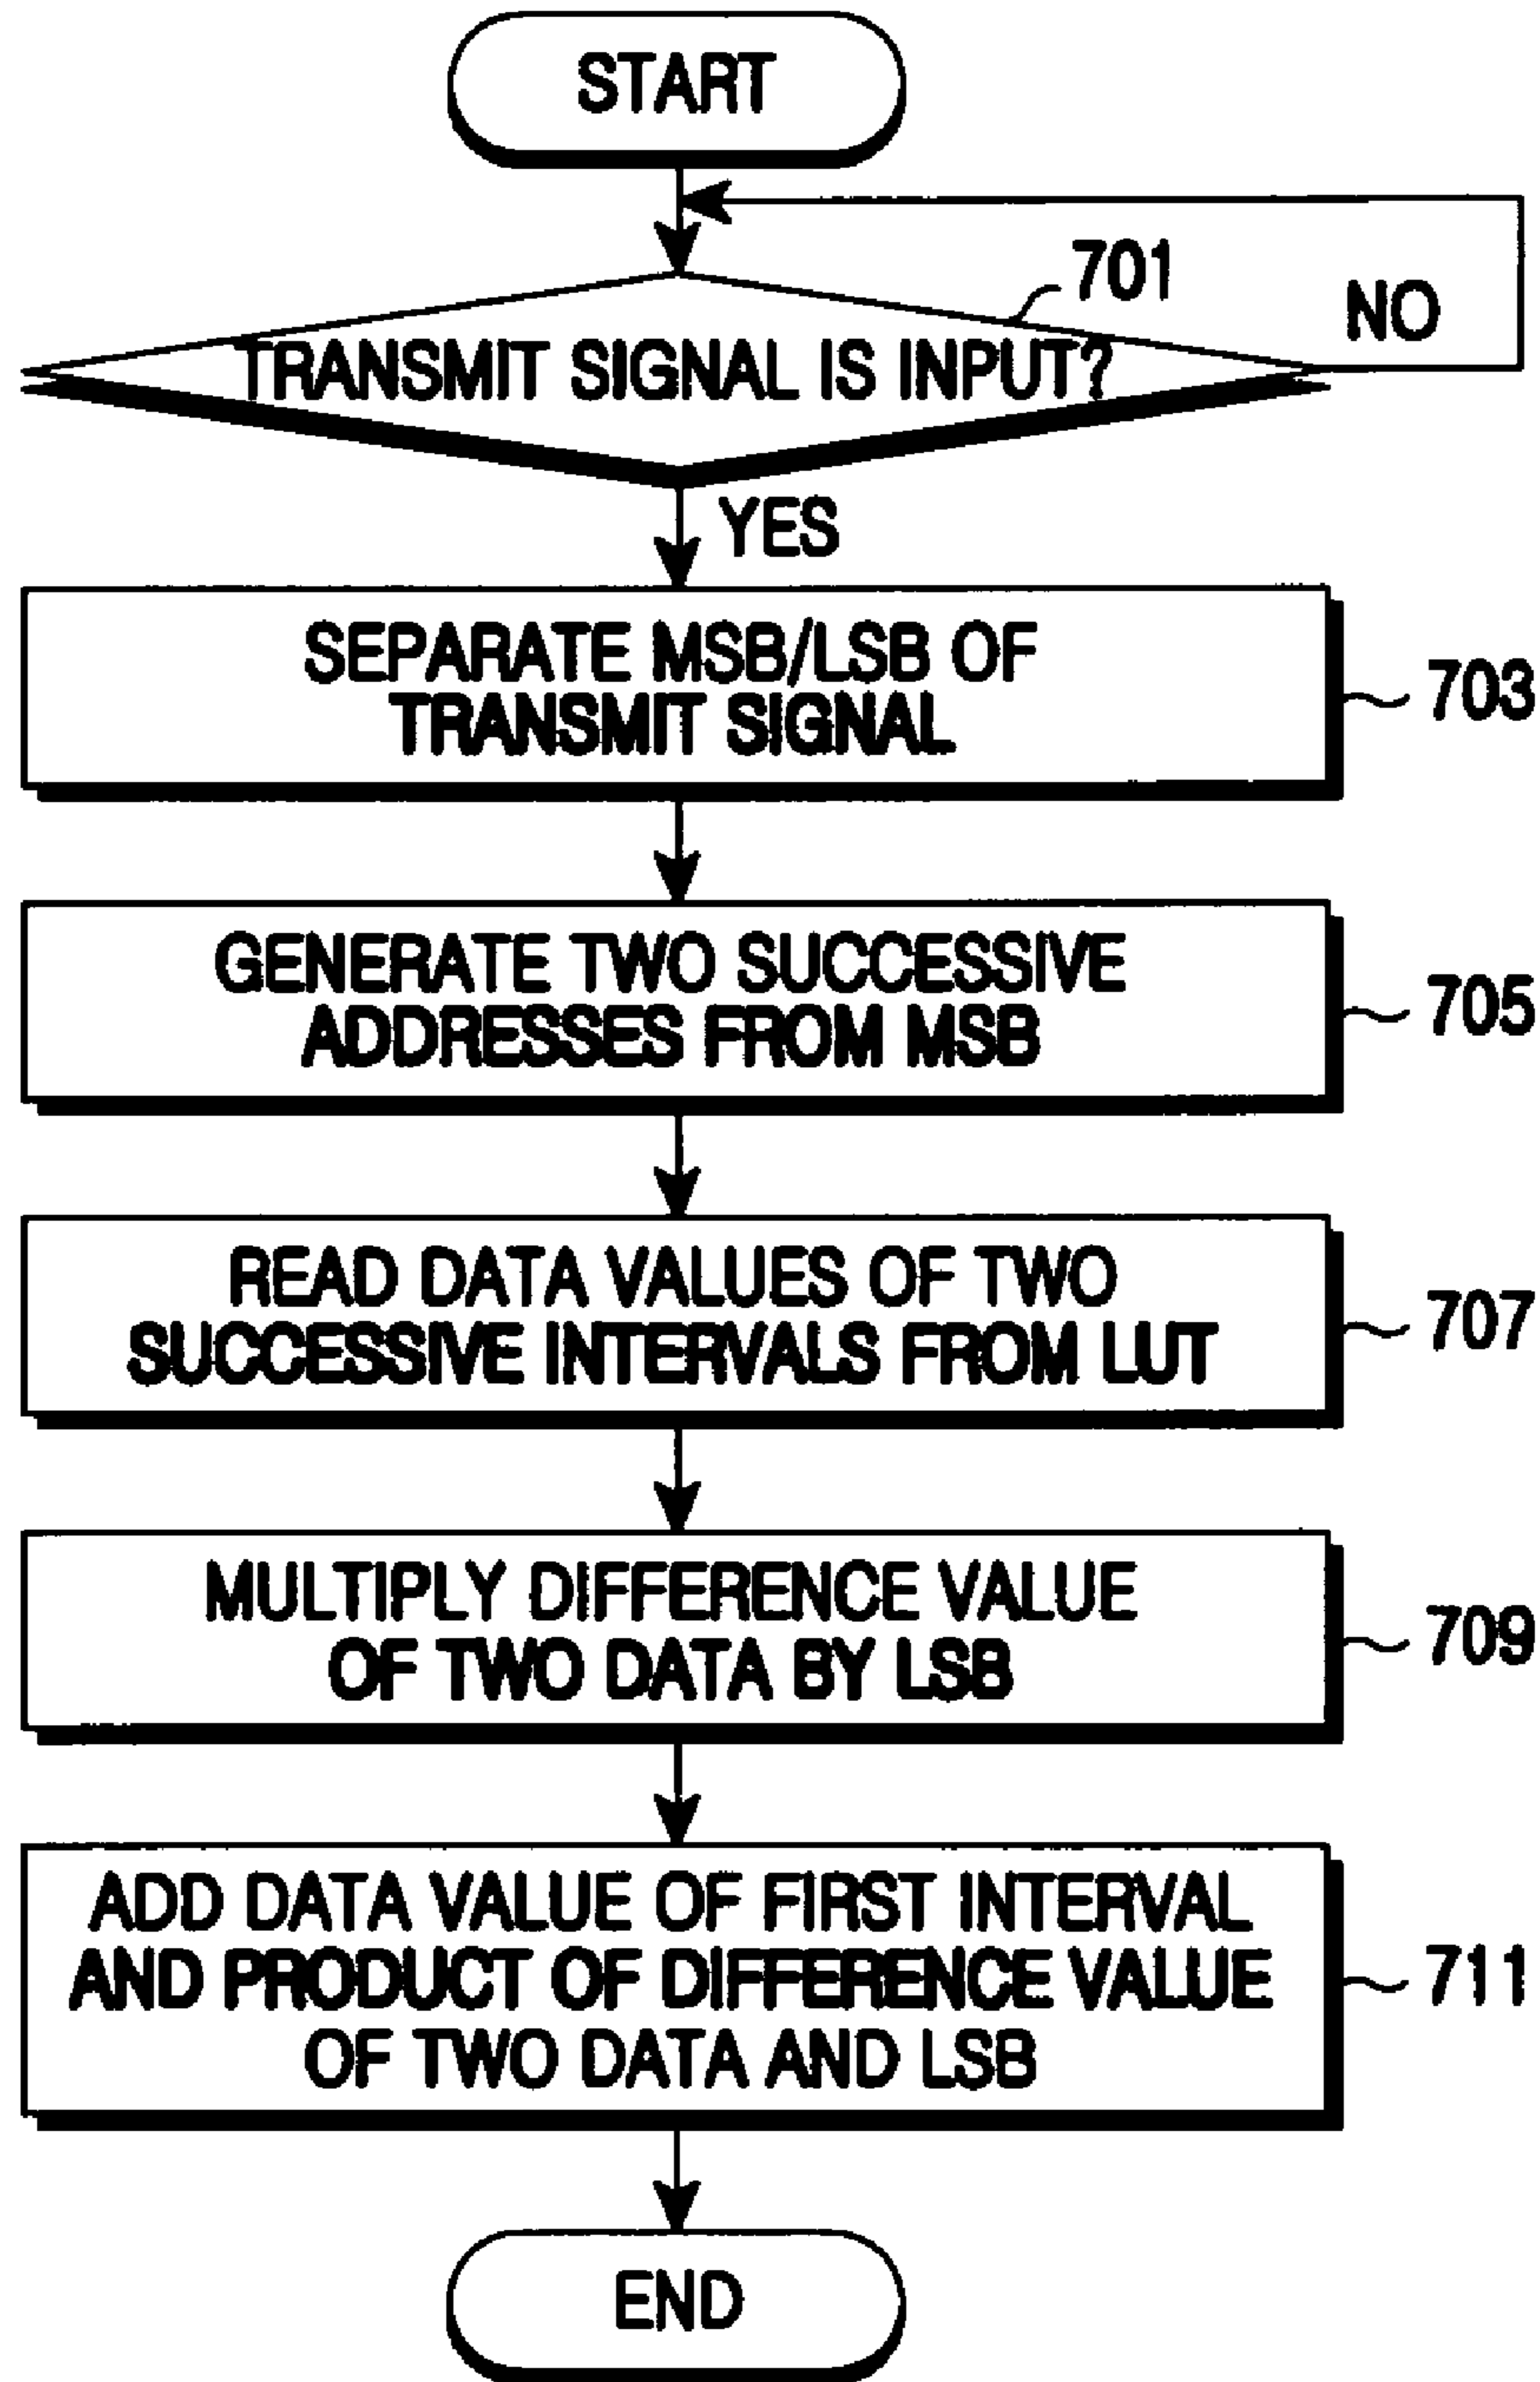 START
701
NO
TRANSMIT SIGNAL IS INPUT?
YES
SEPARATE MSB/LSB OF
TRANSMIT SIGNAL
703
GENERATE TWO SUCCESSIVE
ADDRESSES FROM MSB
705
READ DATA VALUES OF TWO
SUCCESSIVE INTERVALS FROM LUT
707
MULTIPLY DIFFERENCE VALUE
OF TWO DATA BY LSB
709
ADD DATA VALUE OF FIRST INTERVAL
AND PRODUCT OF DIFFERENCE VALUE
OF TWO DATA AND LSB
711
END